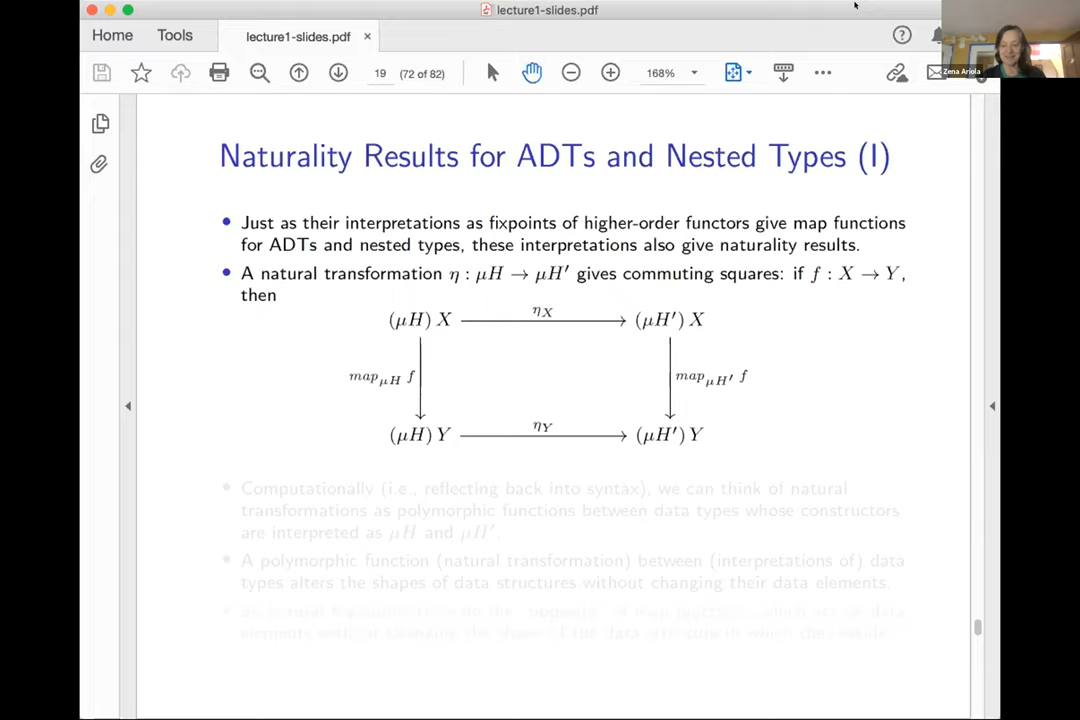 lecture1-slides.pdf
Home Tools lecture1-slides.pdf ×
19 (72 of 82) 168%
Zena Ariola
Naturality Results for ADTs and Nested Types (I)
• Just as their interpretations as fixpoints of higher-order functors give map functions
for ADTs and nested types, these interpretations also give naturality results.
• A natural transformation η : μH → μH′ gives commuting squares: if f : X → Y,
then
(μH) X η_X (μH′) X
map_μH f map_μH′ f
(μH) Y η_Y (μH′) Y
• Computationally (i.e., reflecting back into syntax), we can think of natural
transformations as polymorphic functions between data types whose constructors
are interpreted as μH and μH′.
• A polymorphic function (natural transformation) between (interpretations of) data
types alters the shapes of data structures without changing their data elements.